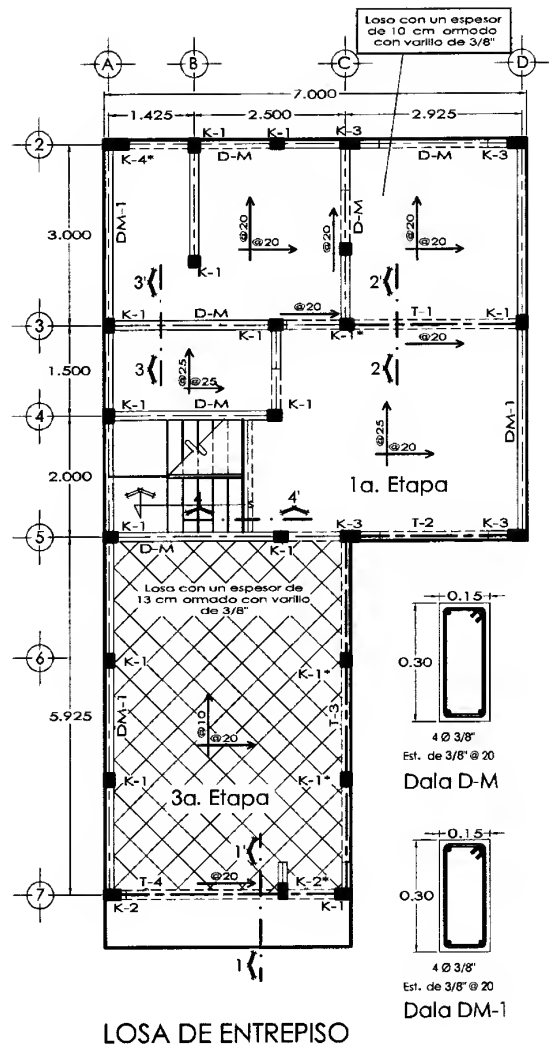 Losa con un espesor
de 10 cm armado
con varilla de 3/8"
A
B
C
D
7.000
1.425
2.500
2.925
2
K-1
K-1
K-3
K-4*
D-M
D-M
K-3
DM-1
D-M
@20
@20
@20
@20
@20
3.000
K-1
3'
2'
@20
3
K-1
D-M
K-1
K-1*
T-1
K-1
@20
1.500
3
@25
@25
2
DM-1
4
K-1
D-M
K-1
@25
@20
2.000
1a. Etapa
4
4'
5
K-1
D-M
K-1
K-3
T-2
K-3
Losa con un espesor de
13 cm armado con varilla
de 3/8"
6
K-1
K-1*
5.925
DM-1
@10
@20
T-3
K-1
K-1*
3a. Etapa
1'
7
T-4
@20
K-2*
K-2
K-1
1
0.15
0.30
4 Ø 3/8"
Est. de 3/8" @ 20
Dala D-M
0.15
0.30
4 Ø 3/8"
Est. de 3/8" @ 20
Dala DM-1
LOSA DE ENTREPISO